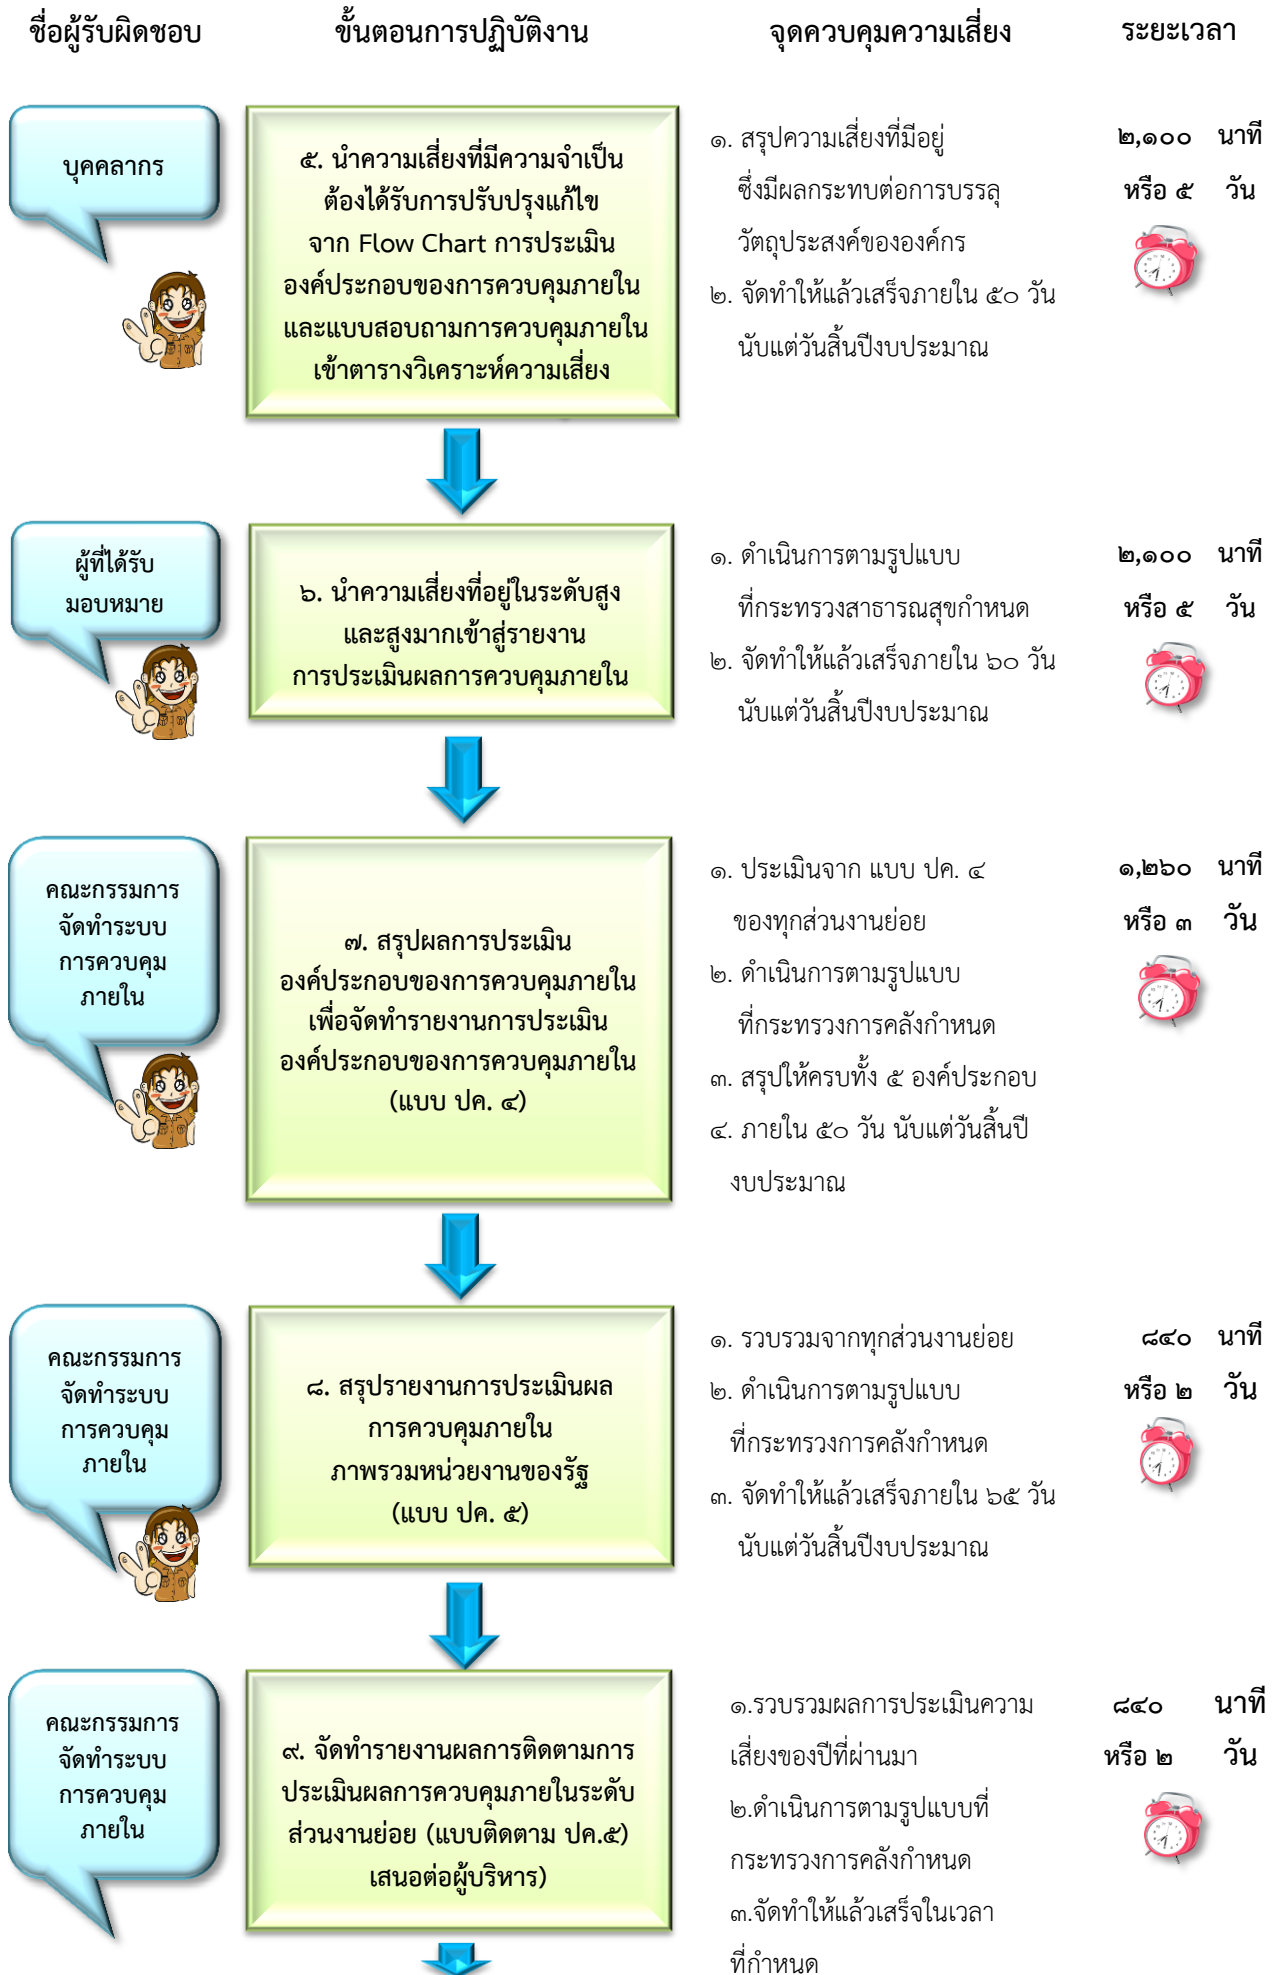 ชื่อผู้รับผิดชอบ ขั้นตอนการปฏิบัติงาน จุดควบคุมความเสี่ยง ระยะเวลา
บุคคลากร
๕. นำความเสี่ยงที่มีความจำเป็น
ต้องได้รับการปรับปรุงแก้ไข
จาก Flow Chart การประเมิน
องค์ประกอบของการควบคุมภายใน
และแบบสอบถามการควบคุมภายใน
เข้าตารางวิเคราะห์ความเสี่ยง
๑. สรุปความเสี่ยงที่มีอยู่
ซึ่งมีผลกระทบต่อการบรรลุ
วัตถุประสงค์ขององค์กร
๒. จัดทำให้แล้วเสร็จภายใน ๕๐ วัน
นับแต่วันสิ้นปีงบประมาณ
๒,๑๐๐ นาที
หรือ ๕ วัน
ผู้ที่ได้รับ
มอบหมาย
๖. นำความเสี่ยงที่อยู่ในระดับสูง
และสูงมากเข้าสู่รายงาน
การประเมินผลการควบคุมภายใน
๑. ดำเนินการตามรูปแบบ
ที่กระทรวงสาธารณสุขกำหนด
๒. จัดทำให้แล้วเสร็จภายใน ๖๐ วัน
นับแต่วันสิ้นปีงบประมาณ
๒,๑๐๐ นาที
หรือ ๕ วัน
คณะกรรมการ
จัดทำระบบ
การควบคุม
ภายใน
๗. สรุปผลการประเมิน
องค์ประกอบของการควบคุมภายใน
เพื่อจัดทำรายงานการประเมิน
องค์ประกอบของการควบคุมภายใน
(แบบ ปค. ๔)
๑. ประเมินจาก แบบ ปค. ๔
ของทุกส่วนงานย่อย
๒. ดำเนินการตามรูปแบบ
ที่กระทรวงการคลังกำหนด
๓. สรุปให้ครบทั้ง ๕ องค์ประกอบ
๔. ภายใน ๕๐ วัน นับแต่วันสิ้นปี
งบประมาณ
๑,๒๖๐ นาที
หรือ ๓ วัน
คณะกรรมการ
จัดทำระบบ
การควบคุม
ภายใน
๘. สรุปรายงานการประเมินผล
การควบคุมภายใน
ภาพรวมหน่วยงานของรัฐ
(แบบ ปค. ๕)
๑. รวบรวมจากทุกส่วนงานย่อย
๒. ดำเนินการตามรูปแบบ
ที่กระทรวงการคลังกำหนด
๓. จัดทำให้แล้วเสร็จภายใน ๖๕ วัน
นับแต่วันสิ้นปีงบประมาณ
๘๔๐ นาที
หรือ ๒ วัน
คณะกรรมการ
จัดทำระบบ
การควบคุม
ภายใน
๙. จัดทำรายงานผลการติดตามการ
ประเมินผลการควบคุมภายในระดับ
ส่วนงานย่อย (แบบติดตาม ปค.๕)
เสนอต่อผู้บริหาร)
๑.รวบรวมผลการประเมินความ
เสี่ยงของปีที่ผ่านมา
๒.ดำเนินการตามรูปแบบที่
กระทรวงการคลังกำหนด
๓.จัดทำให้แล้วเสร็จในเวลา
ที่กำหนด
๘๔๐ นาที
หรือ ๒ วัน